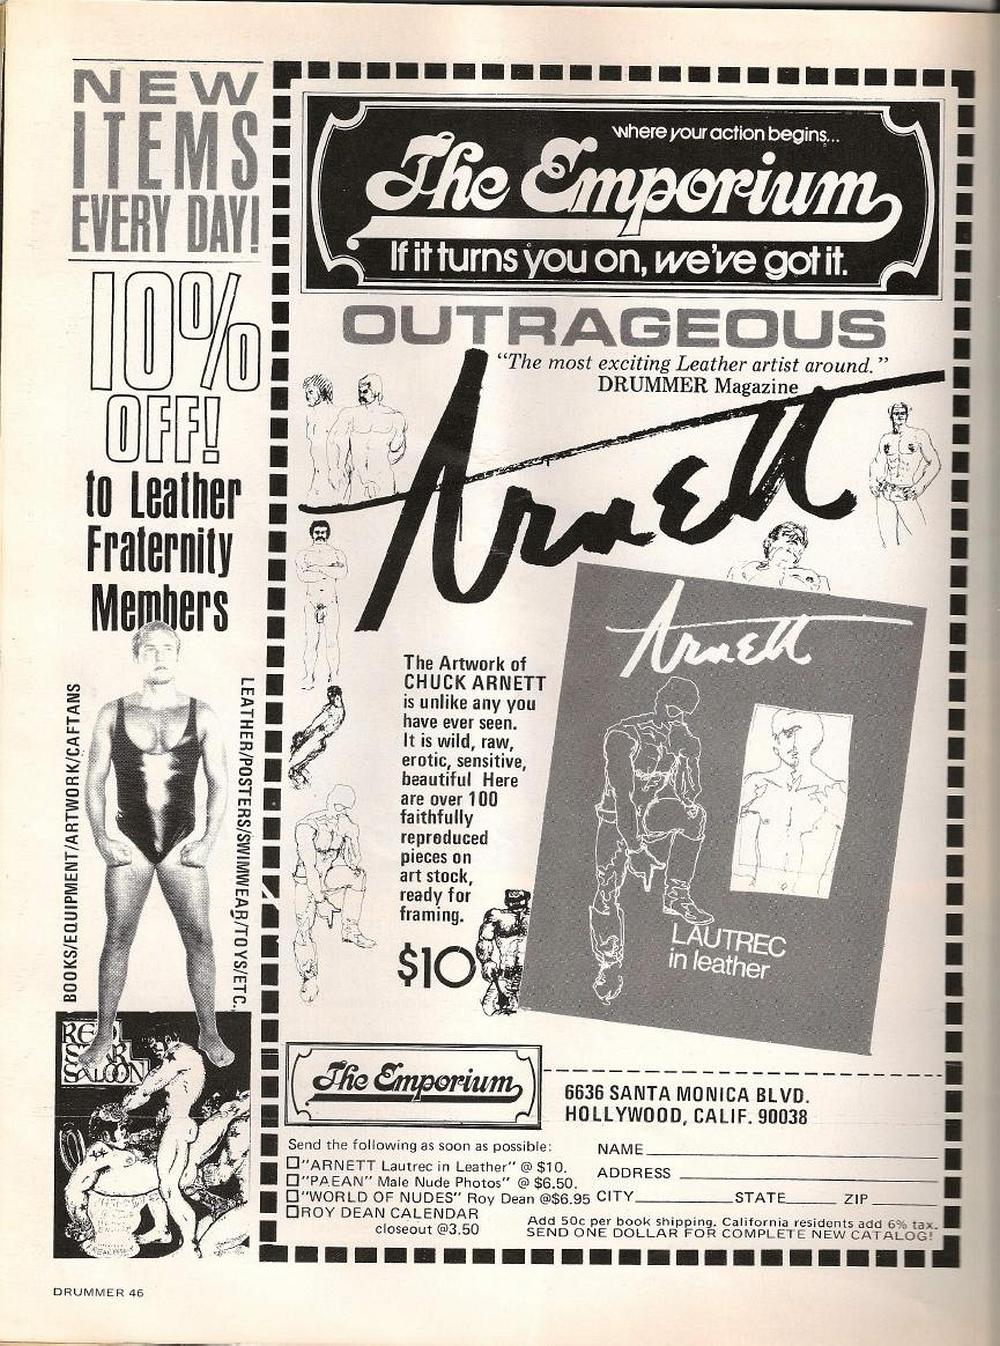 NEW
ITEMS
EVERY DAY!
10%
OFF!
to Leather
Fraternity
Members
BOOKS/EQUIPMENT/ARTWORK/CAFTANS
LEATHER/POSTERS/SWIMWEAR/TOYS/ETC.
RED
STAR
SALOON
where your action begins...
The Emporium
If it turns you on, we've got it.
OUTRAGEOUS
"The most exciting Leather artist around."
DRUMMER Magazine
Arnett
The Artwork of
CHUCK ARNETT
is unlike any you
have ever seen.
It is wild, raw,
erotic, sensitive,
beautiful Here
are over 100
faithfully
reproduced
pieces on
art stock,
ready for
framing.
$10
Arnett
LAUTREC
in leather
The Emporium
6636 SANTA MONICA BLVD.
HOLLYWOOD, CALIF. 90038
Send the following as soon as possible:
"ARNETT Lautrec in Leather" @ $10.
"PAEAN" Male Nude Photos" @ $6.50.
"WORLD OF NUDES" Roy Dean @$6.95
ROY DEAN CALENDAR
closeout @3.50
NAME
ADDRESS
CITY STATE ZIP
Add 50c per book shipping. California residents add 6% tax.
SEND ONE DOLLAR FOR COMPLETE NEW CATALOG!
DRUMMER 46